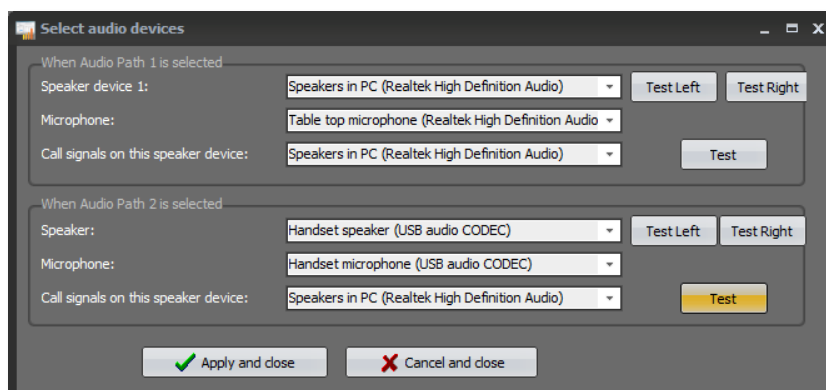 Select audio devices
When Audio Path 1 is selected
Speaker device 1: Speakers in PC (Realtek High Definition Audio) Test Left Test Right
Microphone: Table top microphone (Realtek High Definition Audio
Call signals on this speaker device: Speakers in PC (Realtek High Definition Audio) Test
When Audio Path 2 is selected
Speaker: Handset speaker (USB audio CODEC) Test Left Test Right
Microphone: Handset microphone (USB audio CODEC)
Call signals on this speaker device: Speakers in PC (Realtek High Definition Audio) Test
Apply and close Cancel and close